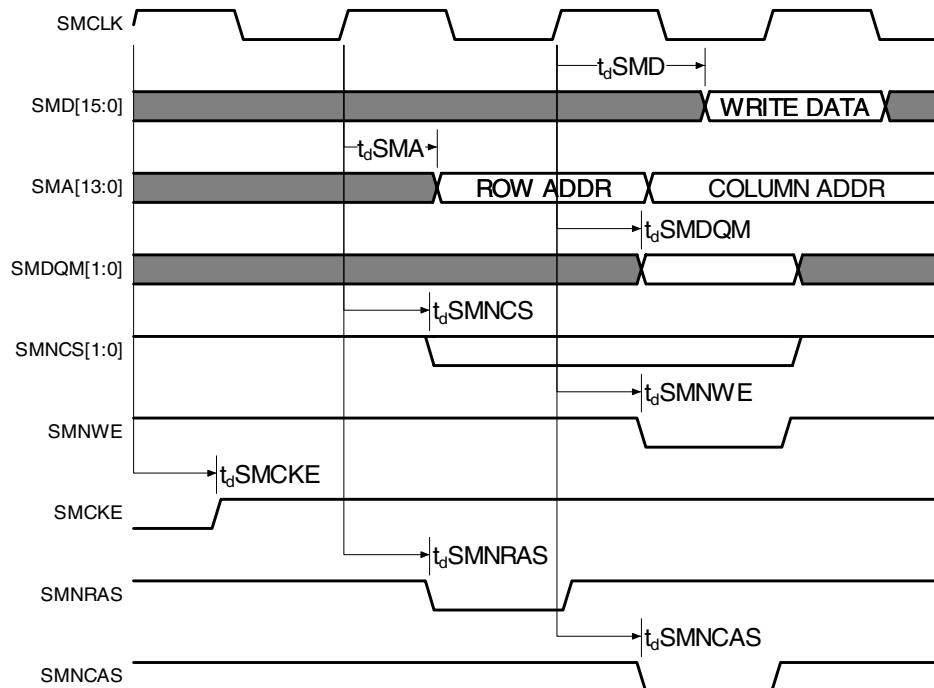 SMCLK
tdSMD
SMD[15:0] WRITE DATA
tdSMA
SMA[13:0] ROW ADDR COLUMN ADDR
tdSMDQM
SMDQM[1:0]
tdSMNCS
SMNCS[1:0]
tdSMNWE
SMNWE
tdSMCKE
SMCKE
tdSMNRAS
SMNRAS
tdSMNCAS
SMNCAS